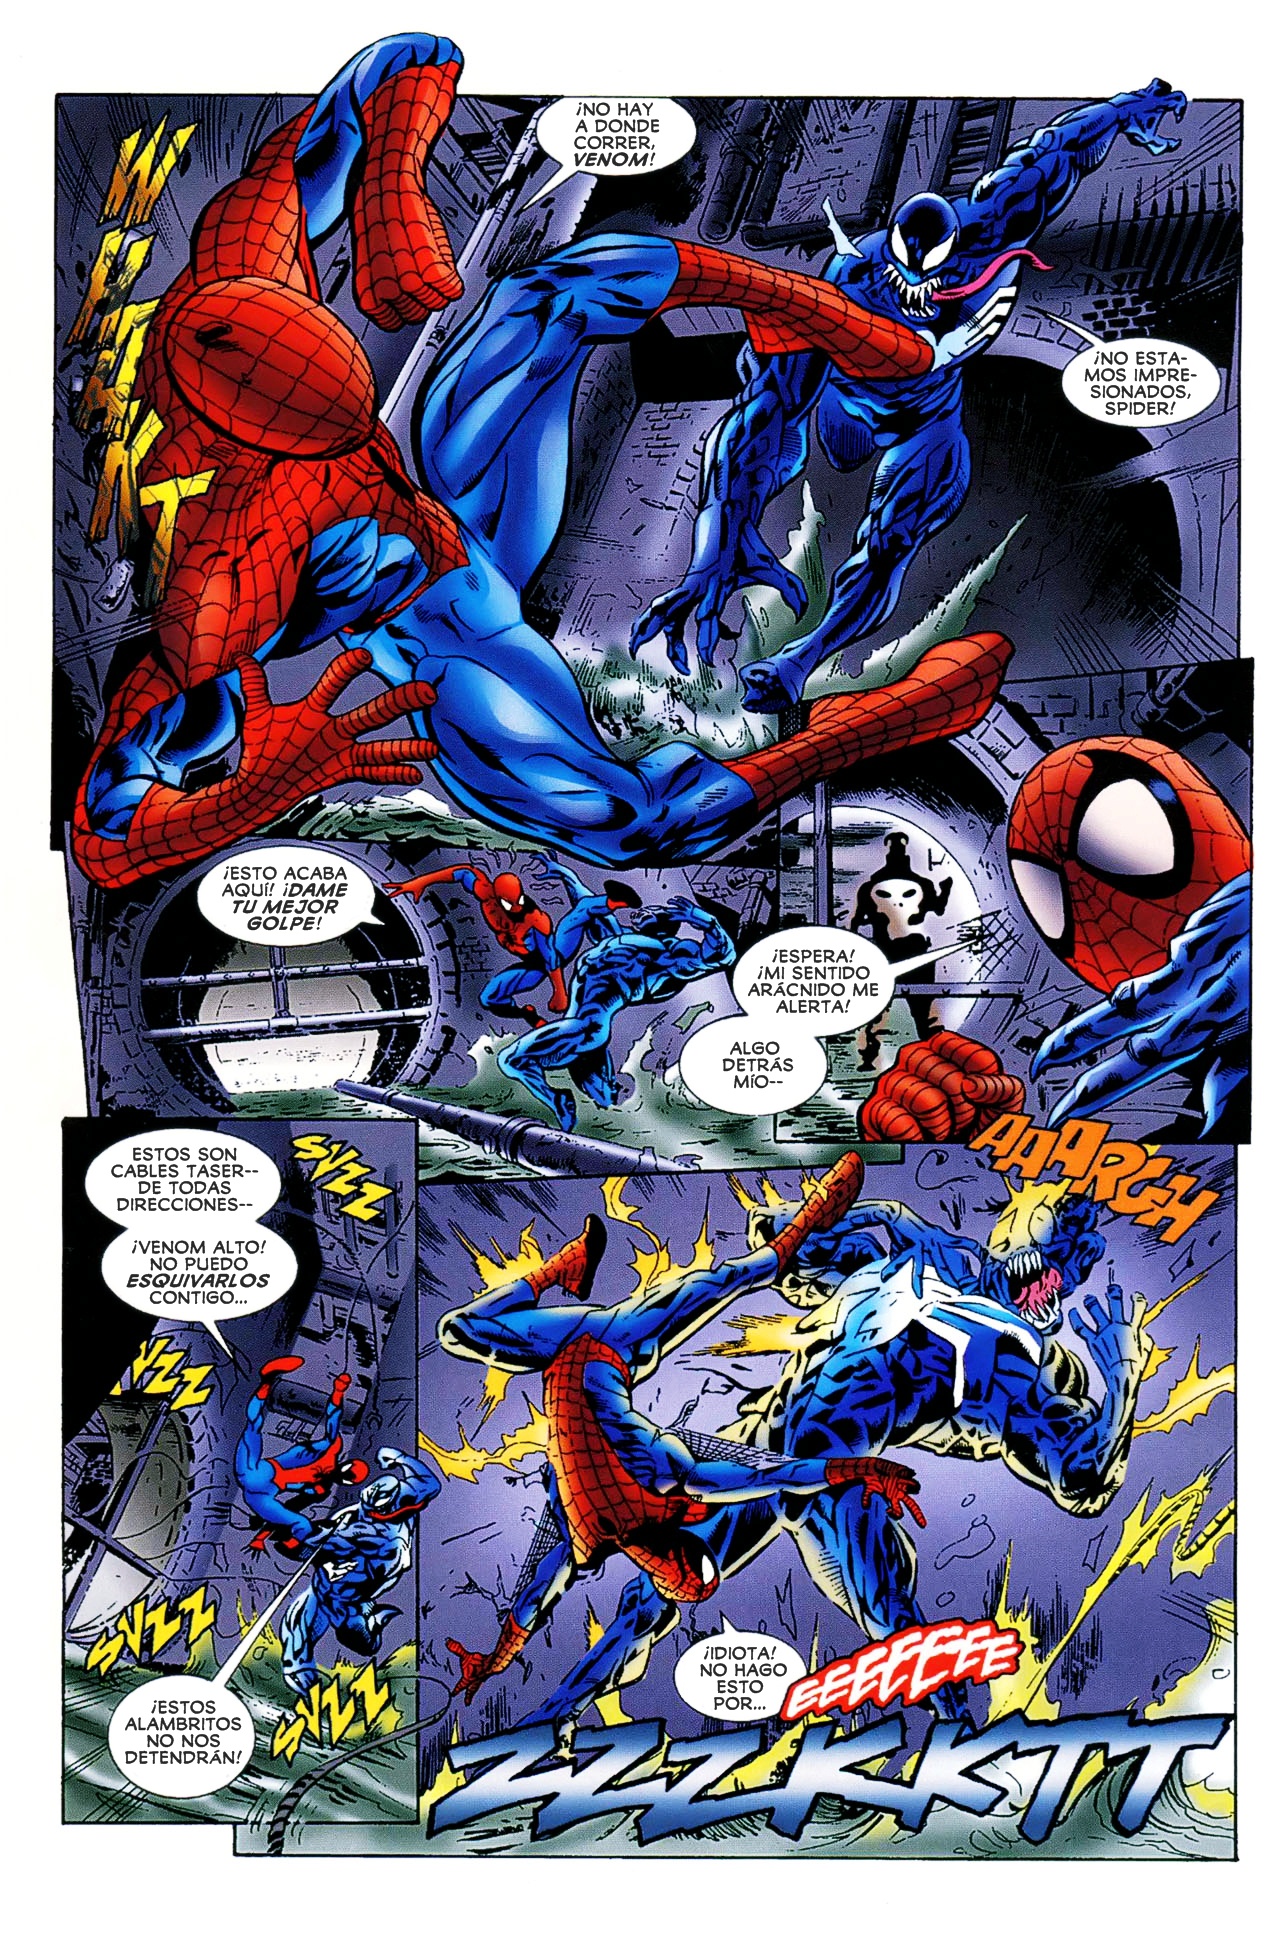 ¡NO HAY
A DONDE
CORRER,
VENOM!
WHAKT
¡NO ESTA-
MOS IMPRE-
SIONADOS,
SPIDER!
¡ESTO ACABA
AQUÍ! ¡DAME
TU MEJOR
GOLPE!
¡ESPERA!
¡MI SENTIDO
ARÁCNIDO ME
ALERTA!
ALGO
DETRÁS
MÍO--
ESTOS SON
CABLES TASER--
DE TODAS
DIRECCIONES--
¡VENOM ALTO!
NO PUEDO
ESQUIVARLOS
CONTIGO...
SVZZ
SVZZ
SVZZ
SVZZ
¡ESTOS
ALAMBRITOS
NO NOS
DETENDRÁN!
AAARGH
¡IDIOTA!
NO HAGO
ESTO
POR...
EEEEEEEE
ZZZZKKTT